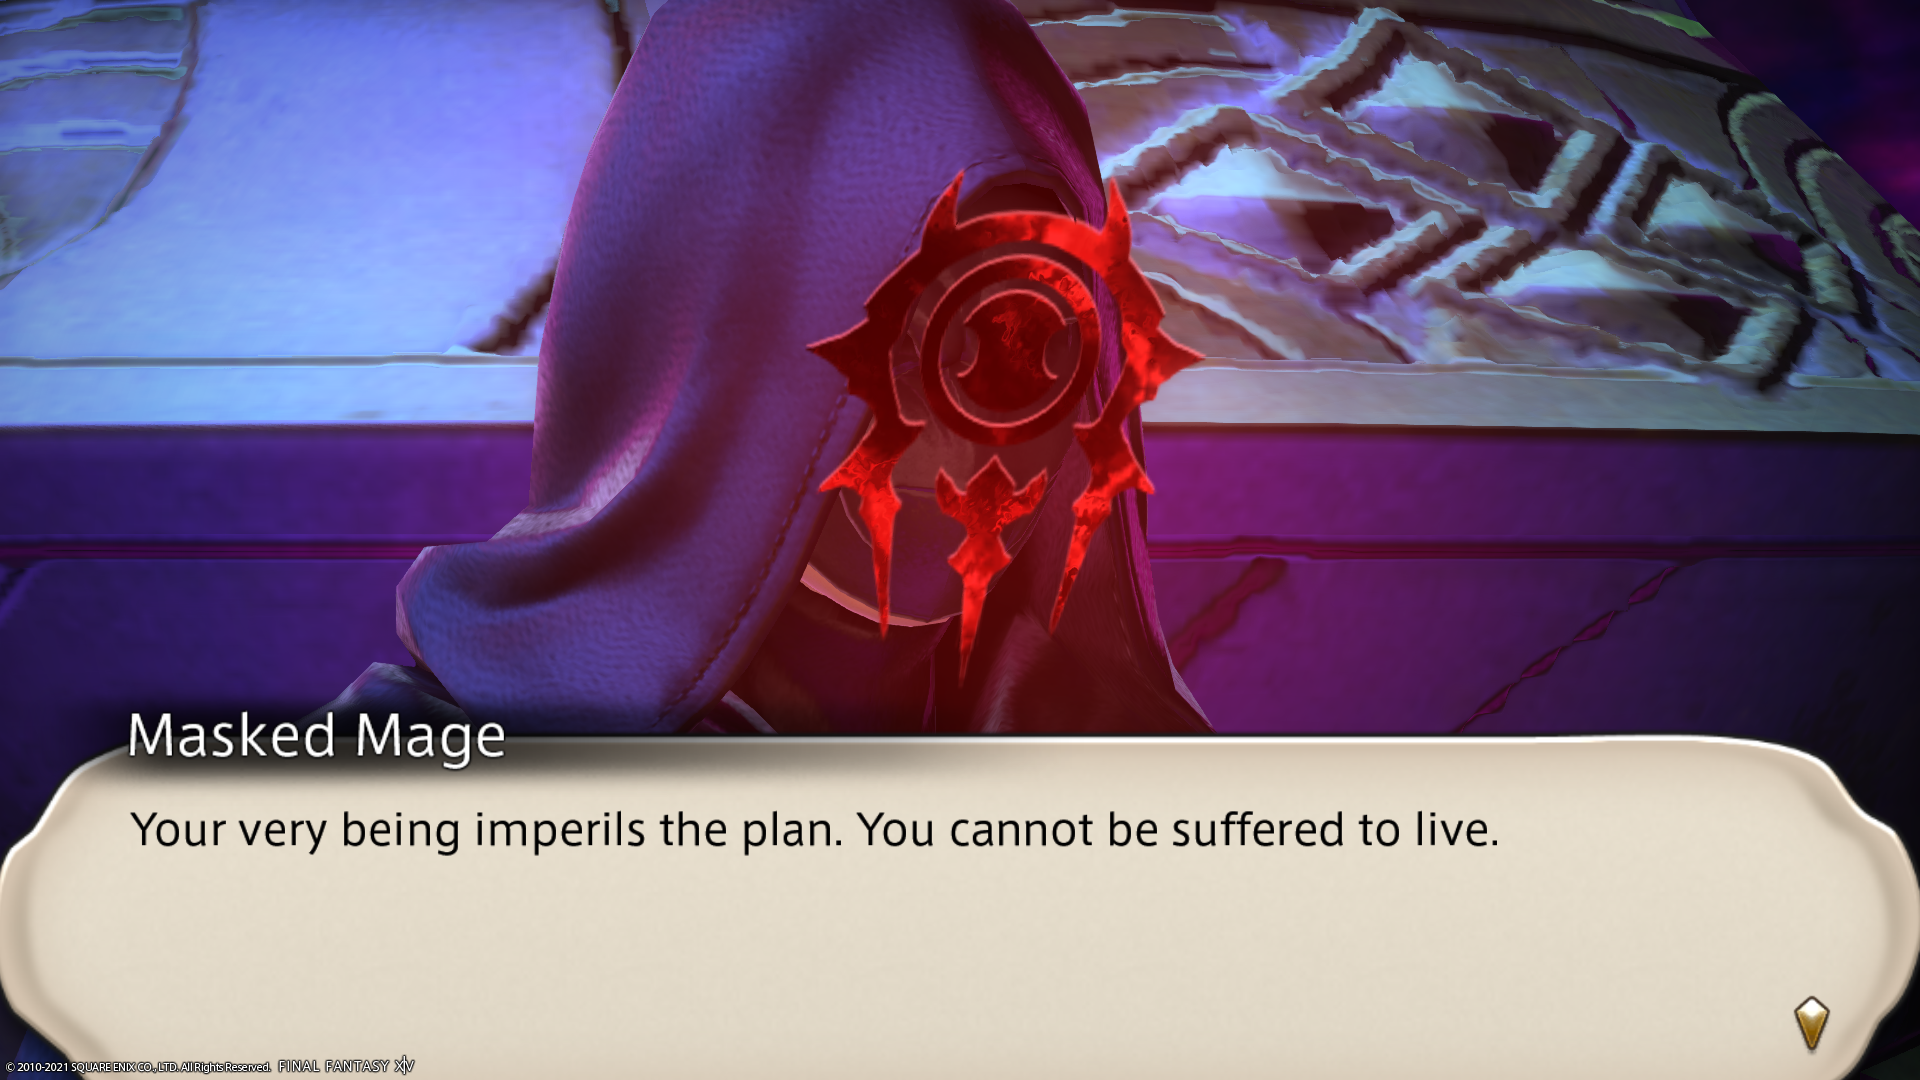 Masked Mage
Your very being imperils the plan. You cannot be suffered to live.
© 2010-2021 SQUARE ENIX CO., LTD. All Rights Reserved. FINAL FANTASY XIV